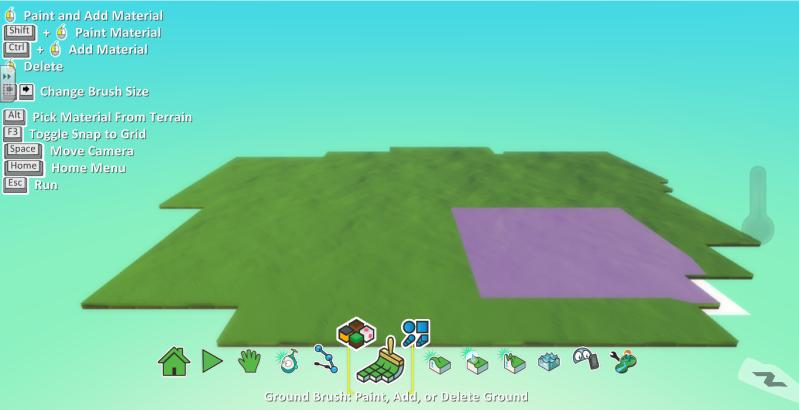 Paint and Add Material
Shift + Paint Material
Ctrl + Add Material
Delete
Change Brush Size
Alt Pick Material From Terrain
F3 Toggle Snap to Grid
Space Move Camera
Home Home Menu
Esc Run
Ground Brush: Paint, Add, or Delete Ground